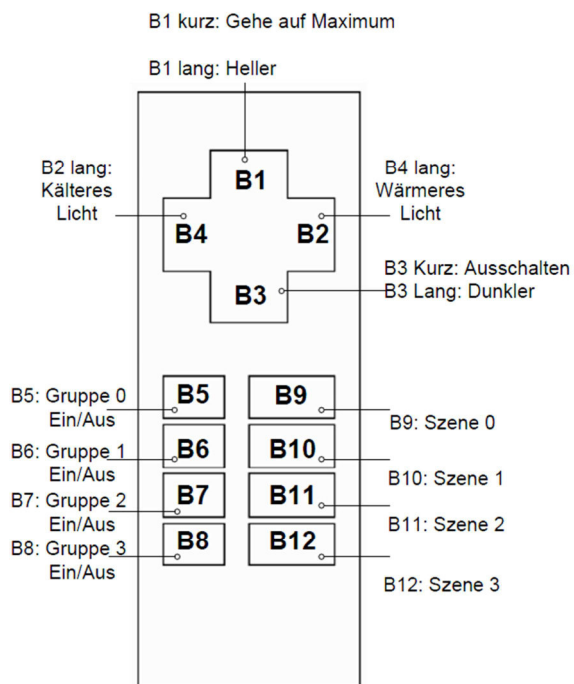 B1 kurz: Gehe auf Maximum
B1 lang: Heller
B2 lang:
Kälteres
Licht
B4 lang:
Wärmeres
Licht
B1
B4
B2
B3
B3 Kurz: Ausschalten
B3 Lang: Dunkler
B5: Gruppe 0
Ein/Aus
B5
B9
B9: Szene 0
B6: Gruppe 1
Ein/Aus
B6
B10
B10: Szene 1
B7: Gruppe 2
Ein/Aus
B7
B11
B11: Szene 2
B8: Gruppe 3
Ein/Aus
B8
B12
B12: Szene 3